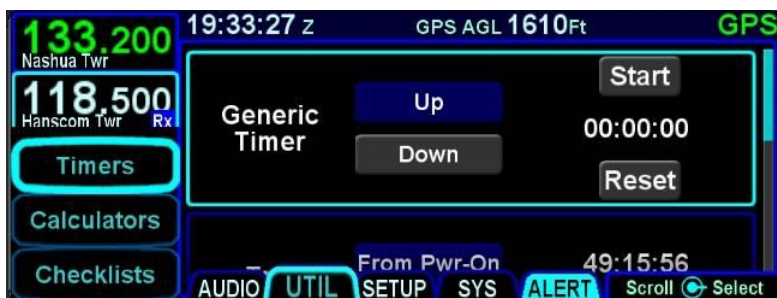 133.200
Nashua Twr
118.500
Hanscom Twr Rx
Timers
Calculators
Checklists
19:33:27 Z GPS AGL 1610Ft GPS
Generic
Timer
Up
Down
Start
00:00:00
Reset
From Pwr-On
49:15:56
AUDIO UTIL SETUP SYS ALERT Scroll Select